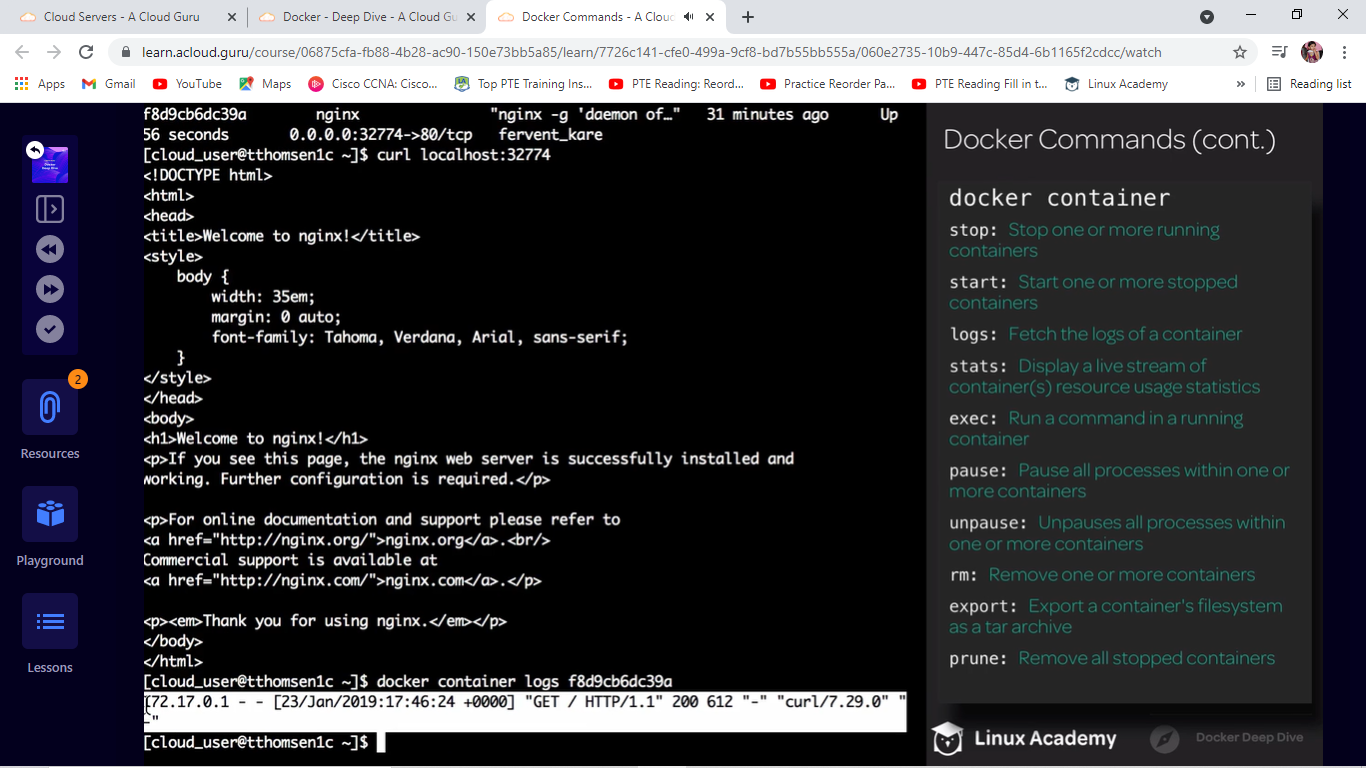 Cloud Servers - A Cloud Guru
Docker - Deep Dive - A Cloud Gu
Docker Commands - A Cloud
learn.acloud.guru/course/06875cfa-fb88-4b28-ac90-150e73bb5a85/learn/7726c141-cfe0-499a-9cf8-bd7b55bb555a/060e2735-10b9-447c-85d4-6b1165f2cdcc/watch
Apps
Gmail
YouTube
Maps
Cisco CCNA: Cisco...
Top PTE Training Ins...
PTE Reading: Reord...
Practice Reorder Pa...
PTE Reading Fill in t...
Linux Academy
»
Reading list
Docker
Deep Dive
2
Resources
Playground
Lessons
f8d9cb6dc39a nginx "nginx -g 'daemon of…" 31 minutes ago Up
56 seconds 0.0.0.0:32774->80/tcp fervent_kare
[cloud_user@tthomsen1c ~]$ curl localhost:32774
<!DOCTYPE html>
<html>
<head>
<title>Welcome to nginx!</title>
<style>
body {
width: 35em;
margin: 0 auto;
font-family: Tahoma, Verdana, Arial, sans-serif;
}
</style>
</head>
<body>
<h1>Welcome to nginx!</h1>
<p>If you see this page, the nginx web server is successfully installed and
working. Further configuration is required.</p>
<p>For online documentation and support please refer to
<a href="http://nginx.org/">nginx.org</a>.<br/>
Commercial support is available at
<a href="http://nginx.com/">nginx.com</a>.</p>
<p><em>Thank you for using nginx.</em></p>
</body>
</html>
[cloud_user@tthomsen1c ~]$ docker container logs f8d9cb6dc39a
172.17.0.1 - - [23/Jan/2019:17:46:24 +0000] "GET / HTTP/1.1" 200 612 "-" "curl/7.29.0" "
-"
[cloud_user@tthomsen1c ~]$
Docker Commands (cont.)
docker container
stop: Stop one or more running
containers
start: Start one or more stopped
containers
logs: Fetch the logs of a container
stats: Display a live stream of
container(s) resource usage statistics
exec: Run a command in a running
container
pause: Pause all processes within one or
more containers
unpause: Unpauses all processes within
one or more containers
rm: Remove one or more containers
export: Export a container's filesystem
as a tar archive
prune: Remove all stopped containers
Linux Academy
Docker Deep Dive